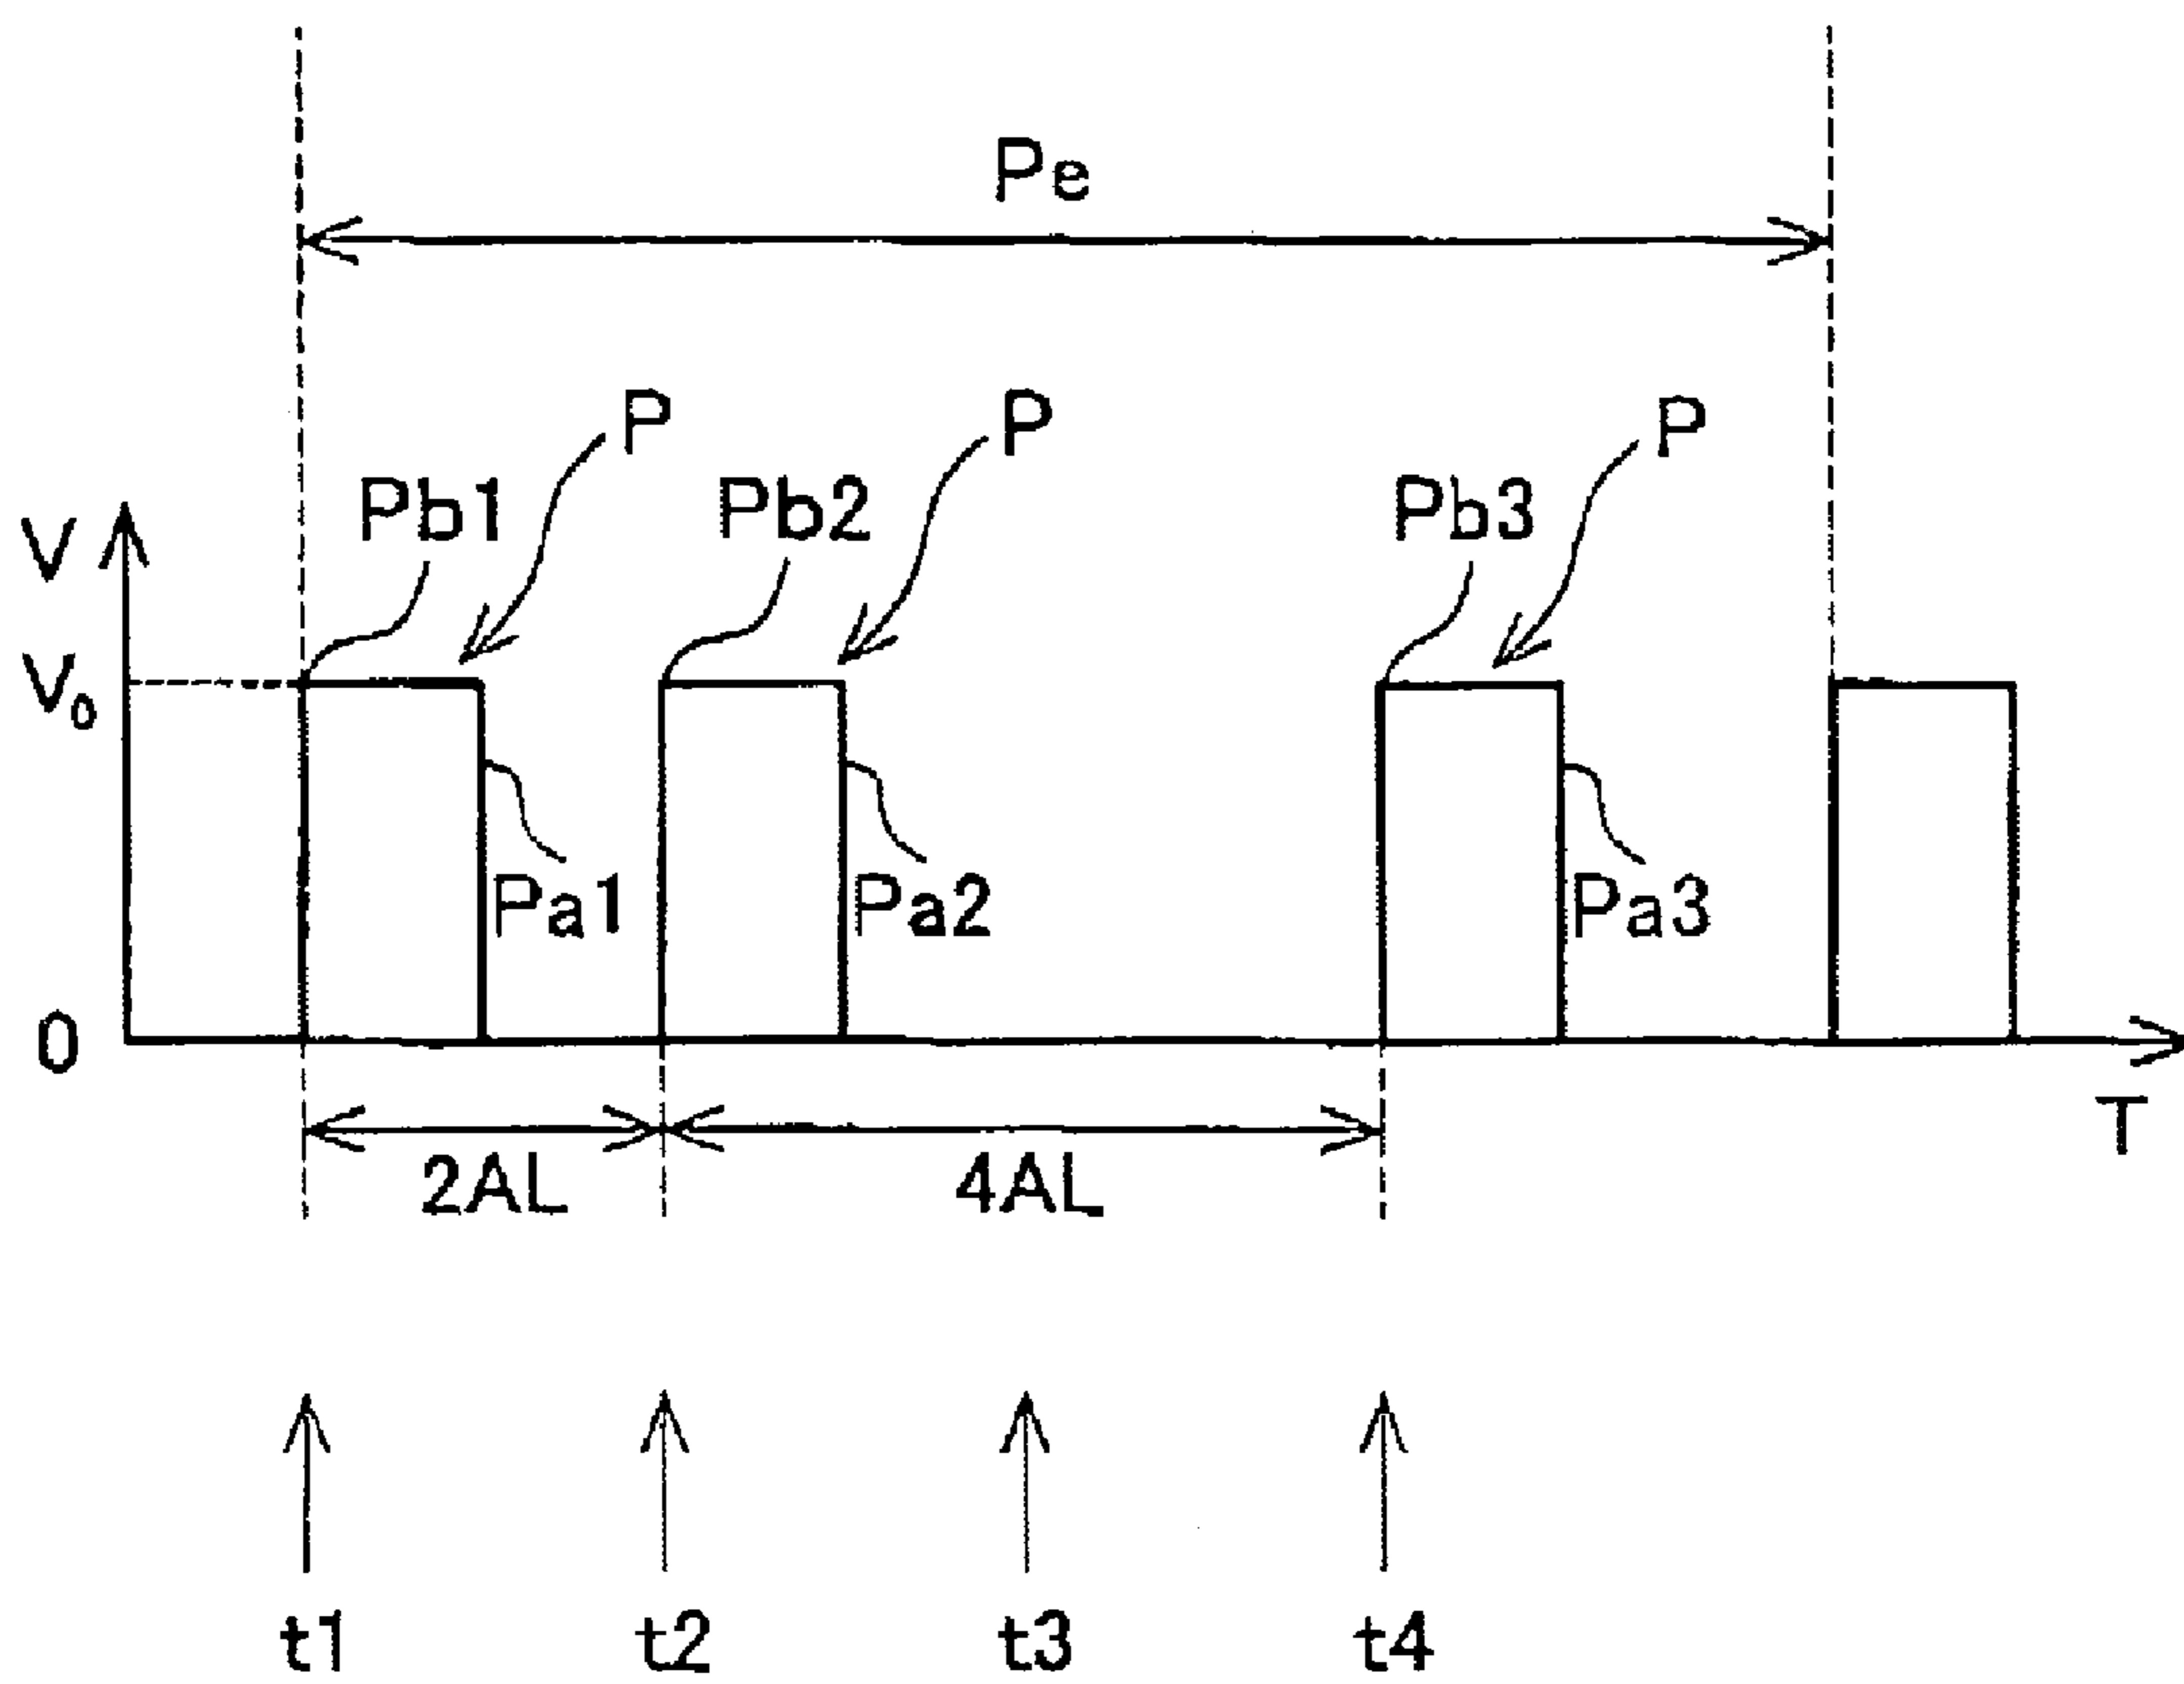 Pe
P P P
Pb1 Pb2 Pb3
V
V₀
Pa1 Pa2 Pa3
0
T
2AL 4AL
t1 t2 t3 t4